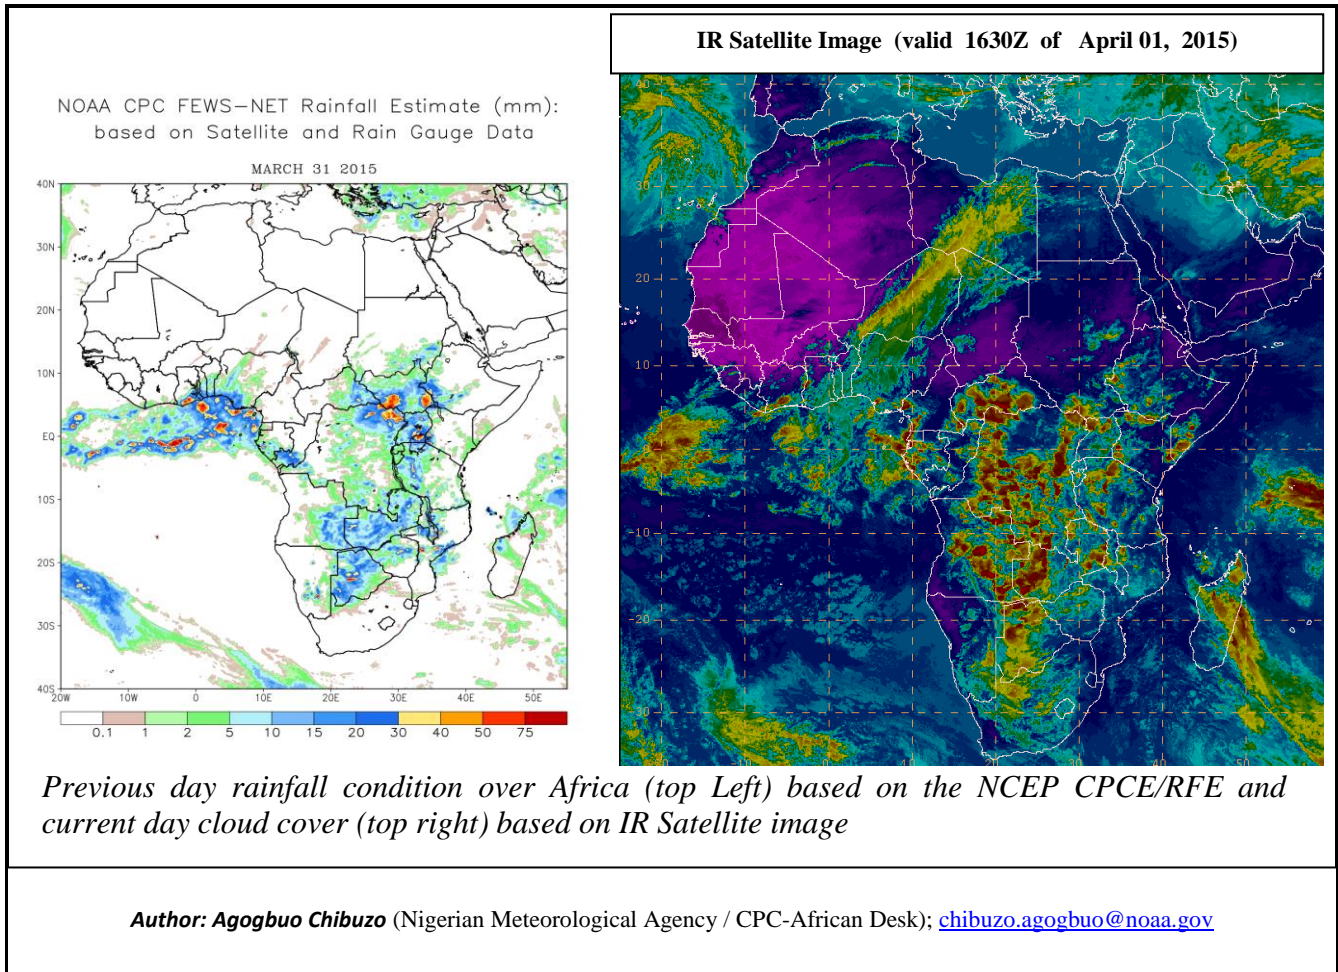 IR Satellite Image (valid 1630Z of April 01, 2015)
NOAA CPC FEWS-NET Rainfall Estimate (mm):
based on Satellite and Rain Gauge Data
MARCH 31 2015
40N
30N
20N
10N
EQ
10S
20S
30S
40S
20W 10W 0 10E 20E 30E 40E 50E
0.1 1 2 5 10 15 20 30 40 50 75
30
20
10
-10
-20
Previous day rainfall condition over Africa (top Left) based on the NCEP CPCE/RFE and
current day cloud cover (top right) based on IR Satellite image
Author: Agogbuo Chibuzo (Nigerian Meteorological Agency / CPC-African Desk); chibuzo.agogbuo@noaa.gov